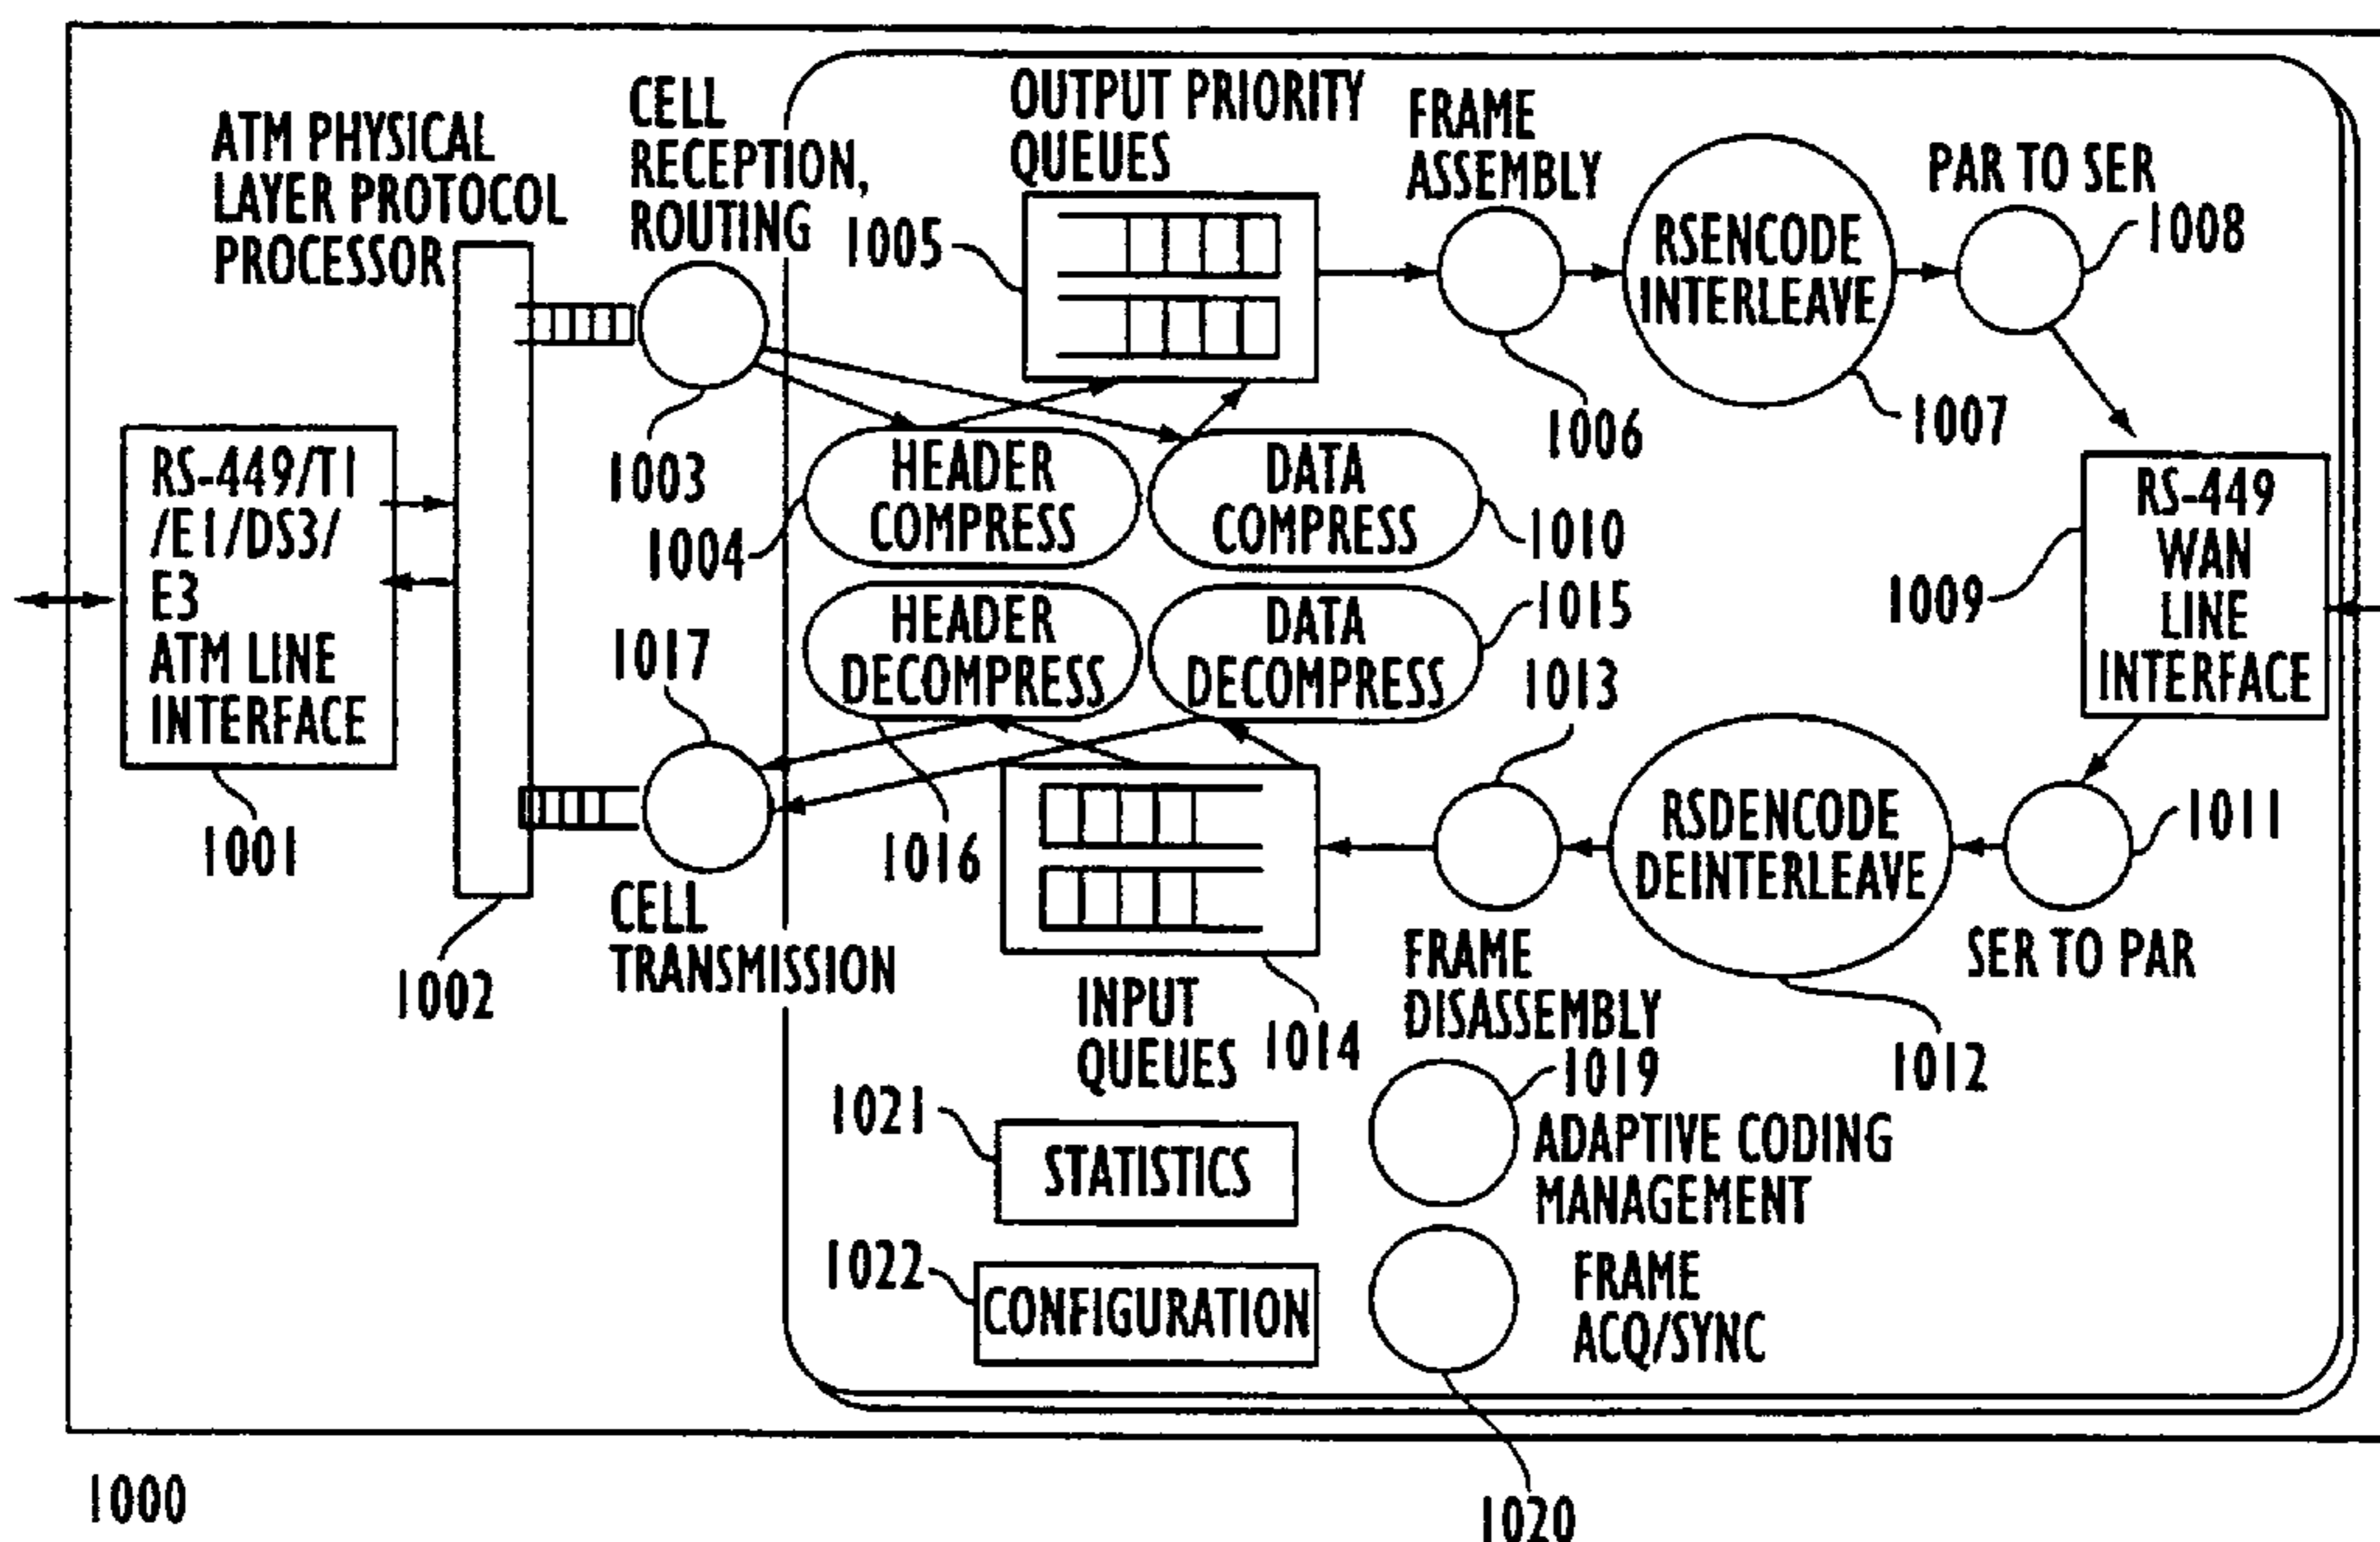 ATM PHYSICAL
LAYER PROTOCOL
PROCESSOR
CELL
RECEPTION,
ROUTING
OUTPUT PRIORITY
QUEUES
1005
FRAME
ASSEMBLY
RSENCODE
INTERLEAVE
PAR TO SER
1008
1003
1006
1007
RS-449/T1
/E1/DS3/
E3
ATM LINE
INTERFACE
1001
1002
HEADER
COMPRESS
1004
DATA
COMPRESS
1010
HEADER
DECOMPRESS
DATA
DECOMPRESS
1015
RS-449
WAN
LINE
INTERFACE
1009
1017
1013
1016
CELL
TRANSMISSION
INPUT
QUEUES
1014
FRAME
DISASSEMBLY
RSDENCODE
DEINTERLEAVE
1012
1011
SER TO PAR
1019
ADAPTIVE CODING
MANAGEMENT
1021
STATISTICS
1022
CONFIGURATION
FRAME
ACQ/SYNC
1020
1000